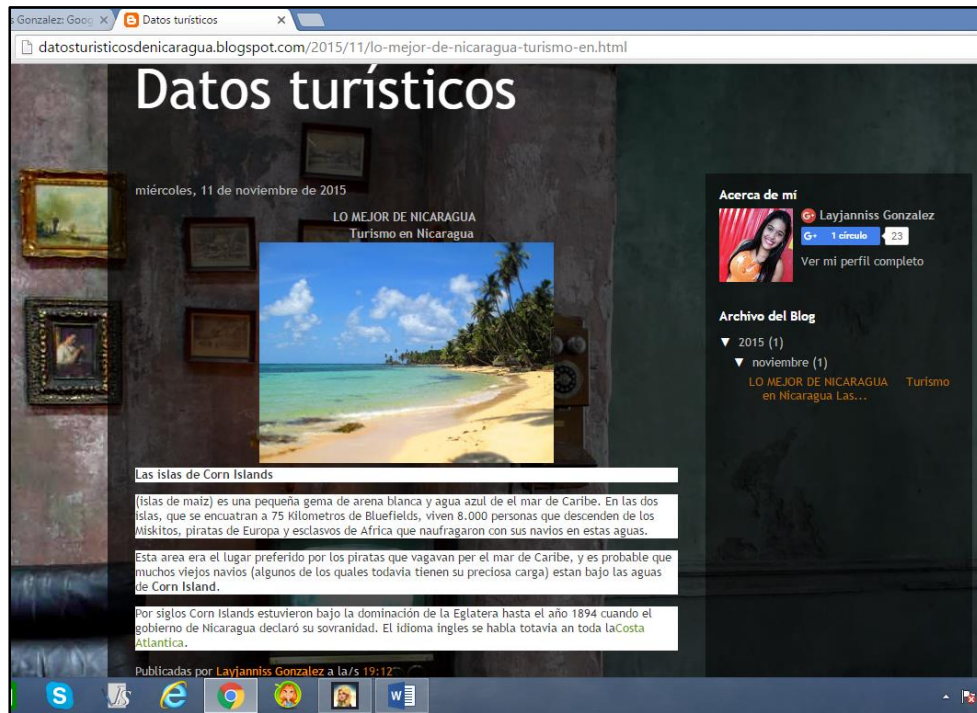 s Gonzalez: Goog
Datos turísticos
datosturisticosdenicaragua.blogspot.com/2015/11/lo-mejor-de-nicaragua-turismo-en.html
Datos turísticos
miércoles, 11 de noviembre de 2015
LO MEJOR DE NICARAGUA
Turismo en Nicaragua
Las islas de Corn Islands
(islas de maiz) es una pequeña gema de arena blanca y agua azul de el mar de Caribe. En las dos
islas, que se encuatran a 75 Kilometros de Bluefields, viven 8.000 personas que descenden de los
Miskitos, piratas de Europa y esclasvos de Africa que naufragaron con sus navios en estas aguas.
Esta area era el lugar preferido por los piratas que vagavan per el mar de Caribe, y es probable que
muchos viejos navios (algunos de los quales todavia tienen su preciosa carga) estan bajo las aguas
de Corn Island.
Por siglos Corn Islands estuvieron bajo la dominación de la Eglatera hasta el año 1894 cuando el
gobierno de Nicaragua declaró su sovranidad. El idioma ingles se habla totavia an toda laCosta
Atlantica.
Publicadas por Layjanniss Gonzalez a la/s 19:12
Acerca de mí
G+ Layjanniss Gonzalez
G+ 1 círculo 23
Ver mi perfil completo
Archivo del Blog
▼ 2015 (1)
▼ noviembre (1)
LO MEJOR DE NICARAGUA Turismo
en Nicaragua Las...